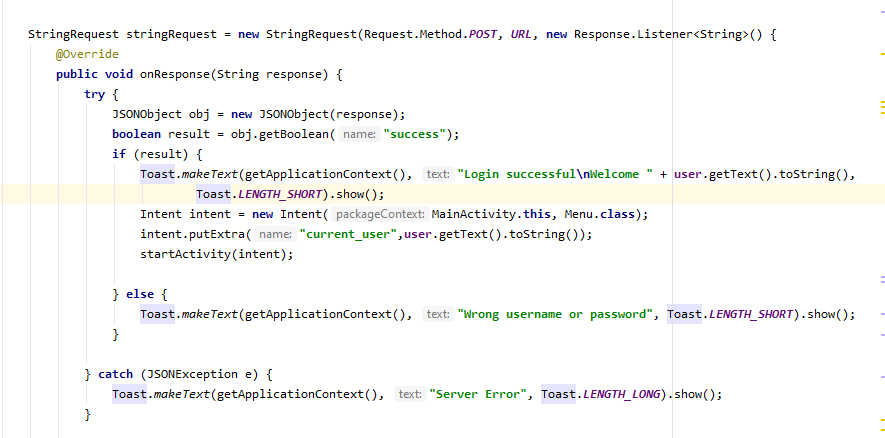 StringRequest stringRequest = new StringRequest(Request.Method.POST, URL, new Response.Listener<String>() {
@Override
public void onResponse(String response) {
try {
JSONObject obj = new JSONObject(response);
boolean result = obj.getBoolean( name: "success");
if (result) {
Toast.makeText(getApplicationContext(), text: "Login successful\nWelcome " + user.getText().toString(),
Toast.LENGTH_SHORT).show();
Intent intent = new Intent( packageContext: MainActivity.this, Menu.class);
intent.putExtra( name: "current_user",user.getText().toString());
startActivity(intent);
} else {
Toast.makeText(getApplicationContext(), text: "Wrong username or password", Toast.LENGTH_SHORT).show();
}
} catch (JSONException e) {
Toast.makeText(getApplicationContext(), text: "Server Error", Toast.LENGTH_LONG).show();
}